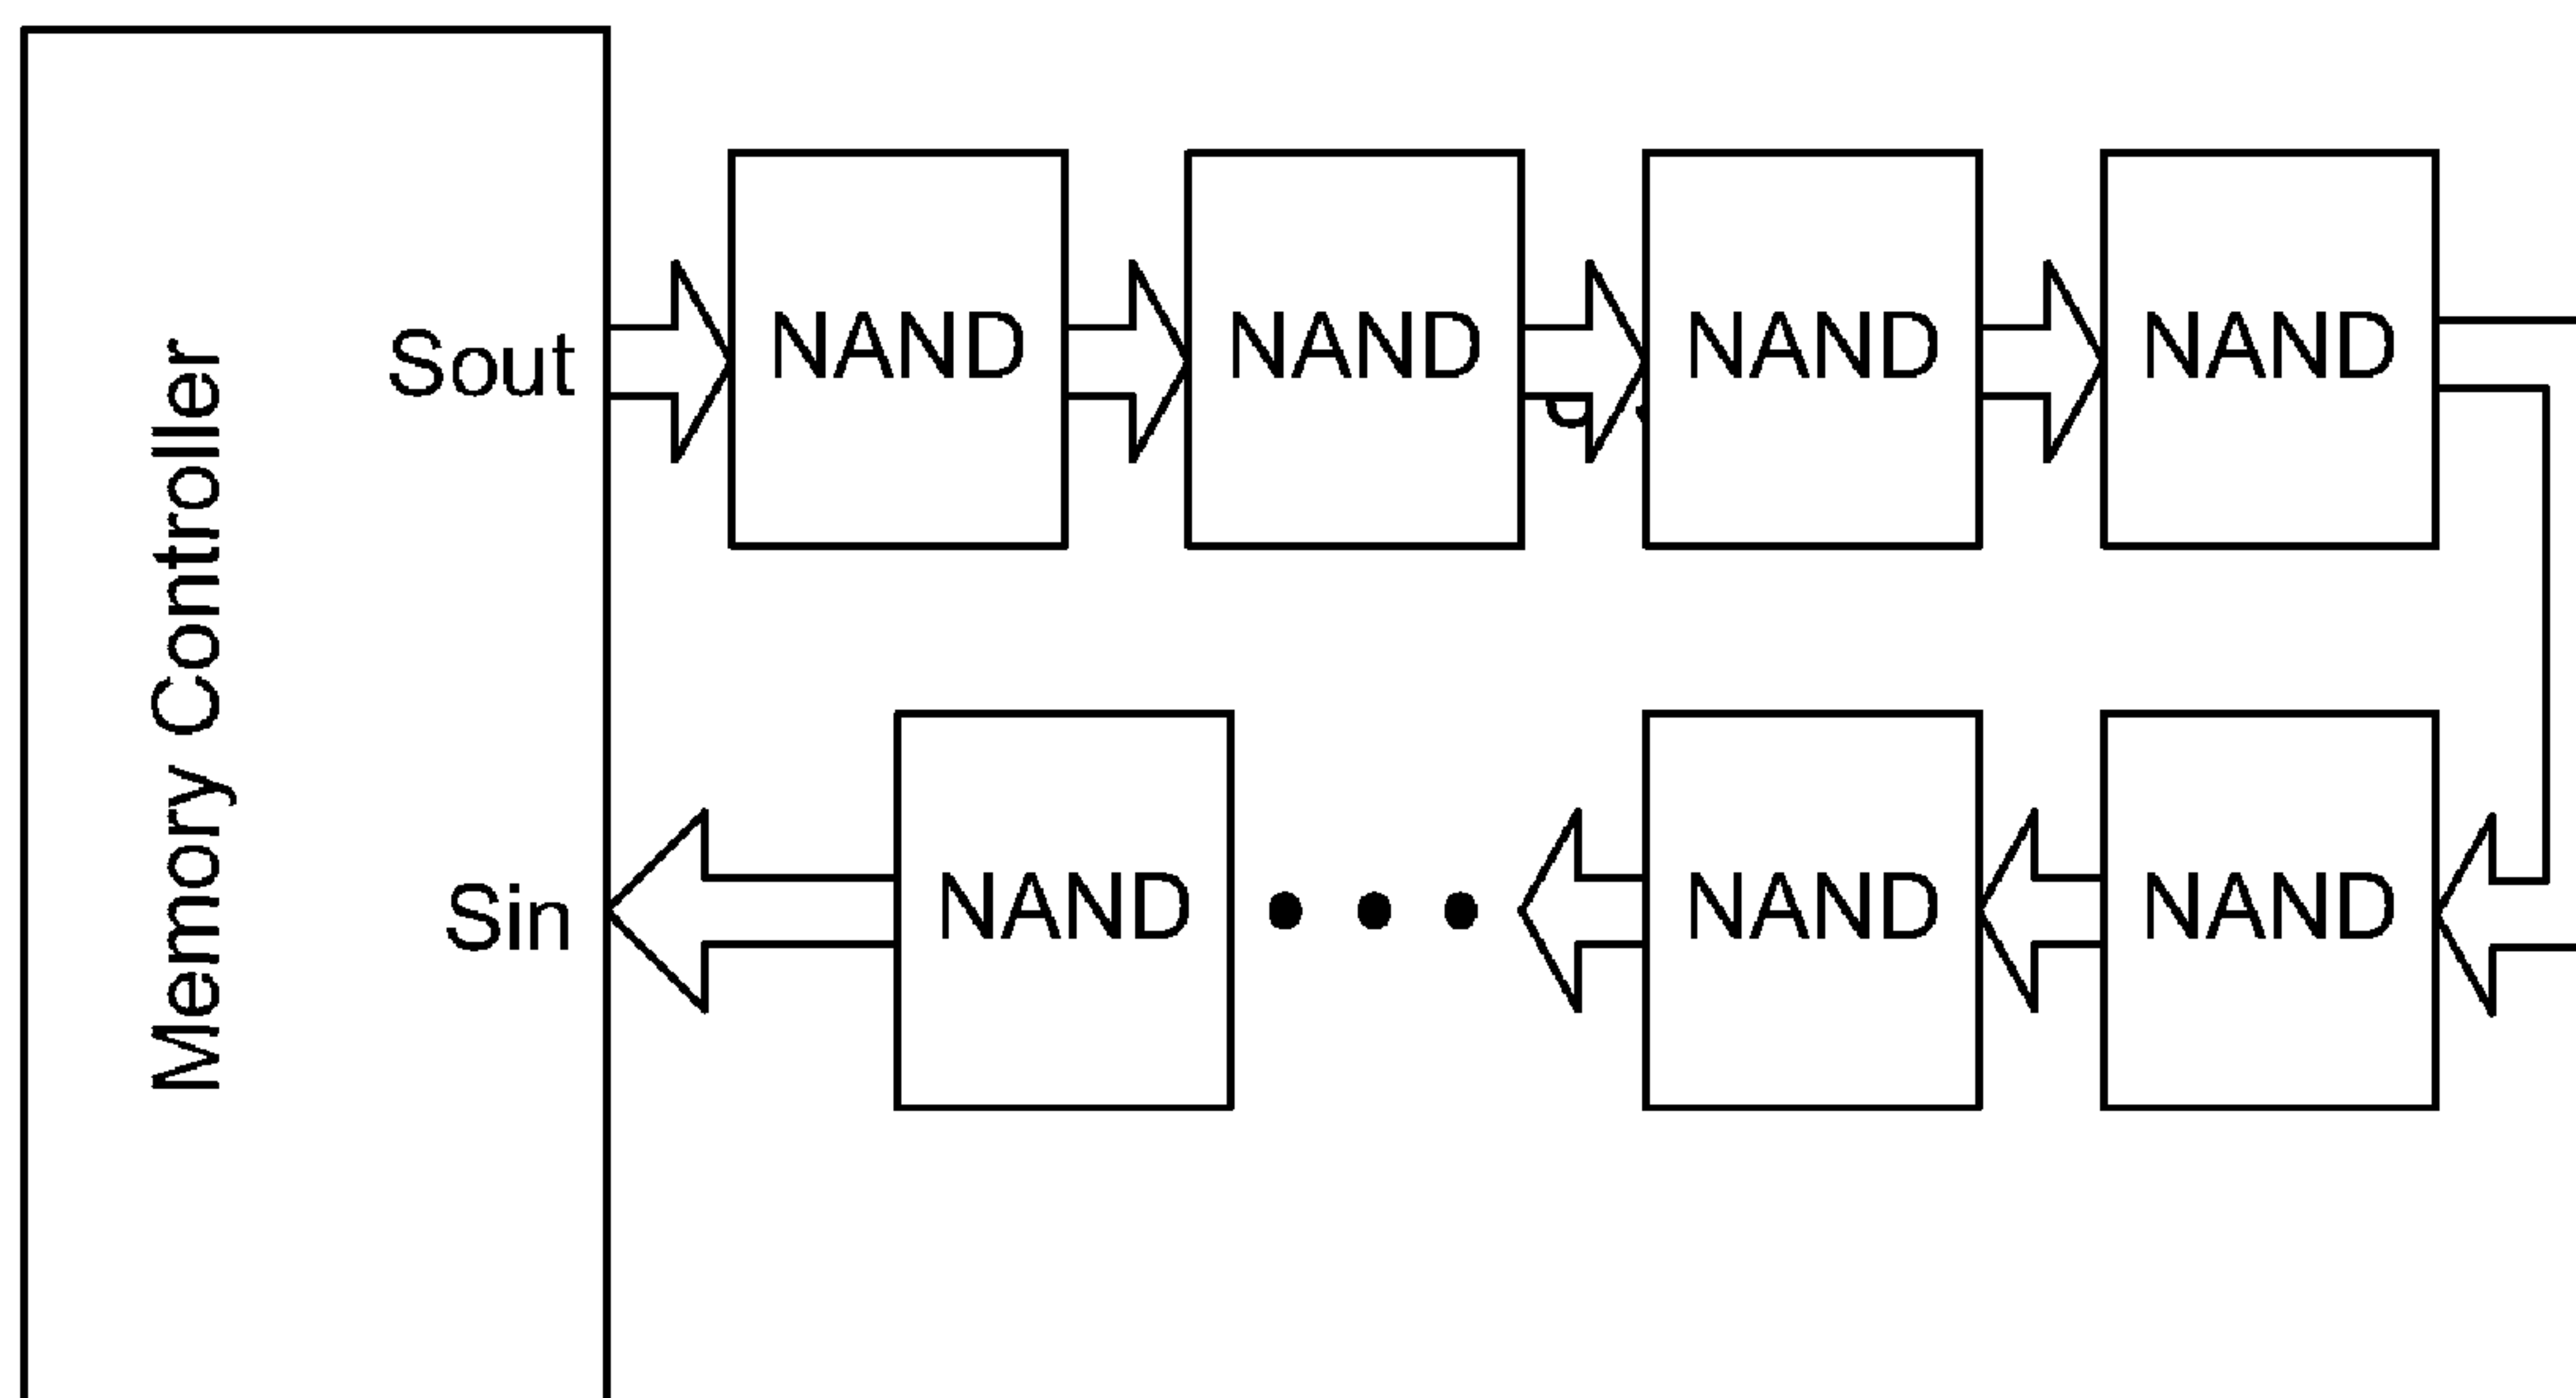 Memory Controller
Sout
NAND NAND NAND NAND
Sin
NAND NAND NAND